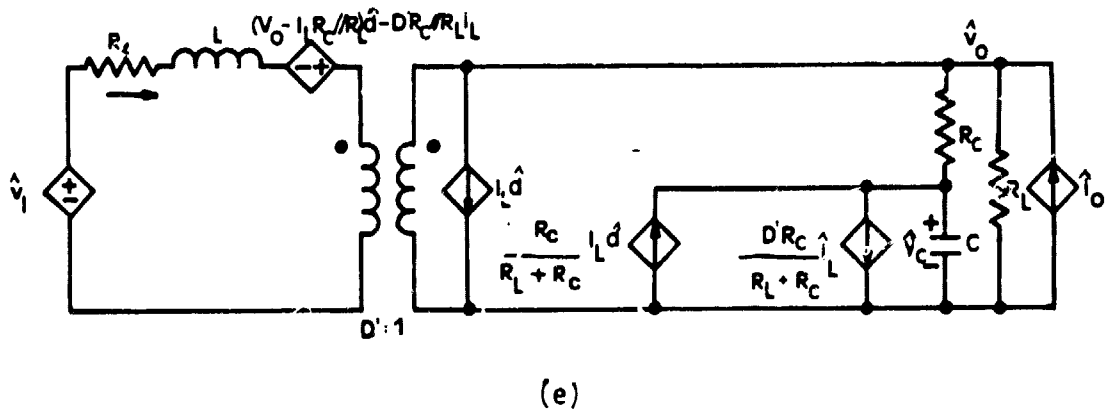 (V_o - I_L R_C // R_L) d̂ - D' R_C // R_L î_L
R_ℓ
L
v̂_o
v̂_I
I_L d̂
R_C
R_L + R_C
I_L d̂
D' R_C
R_L + R_C
î_L
v̂_C
+
-
C
R_C
R_L
î_o
D' : 1
(e)